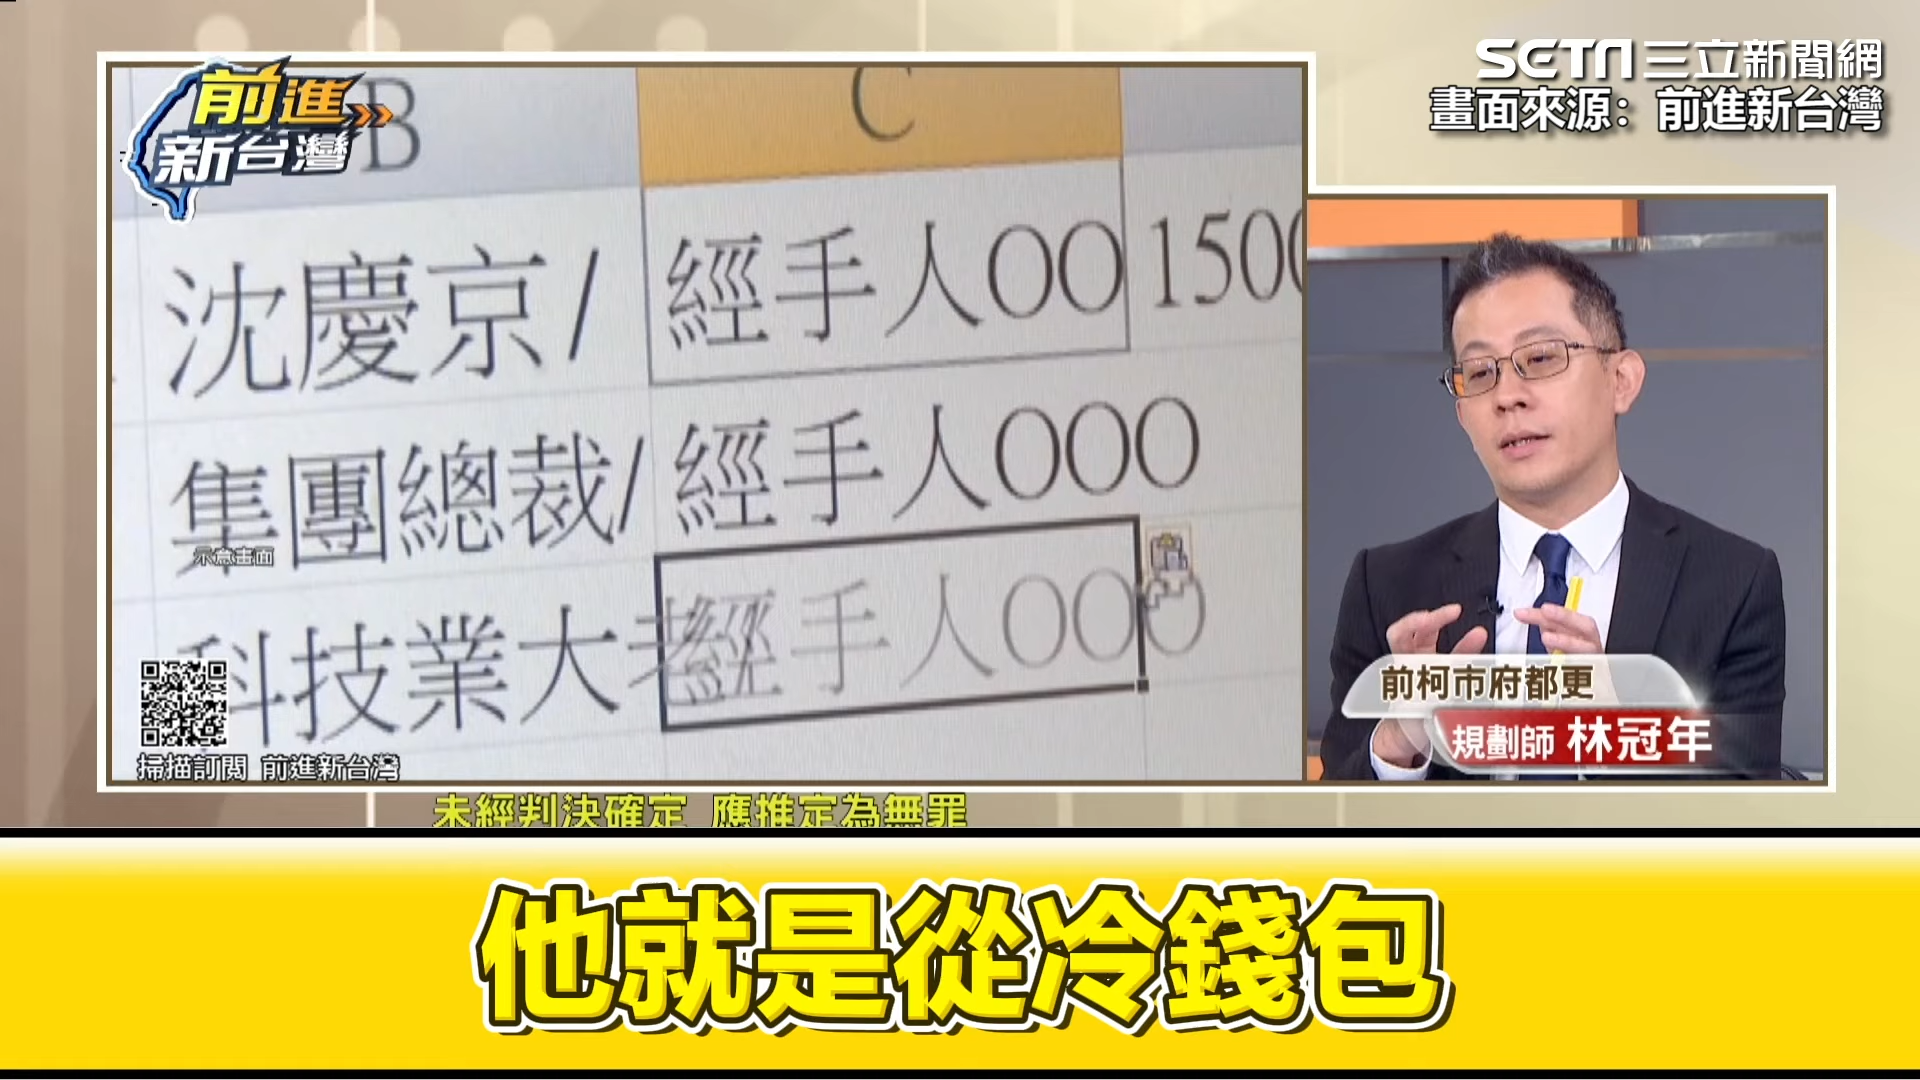 SETN 三立新聞網
畫面來源：前進新台灣
前進
新台灣
B
C
沈慶京/
經手人OO
1500
集團總裁/
經手人OOO
示意畫面
科技業大老/
經手人OOO
掃描訂閱 前進新台灣
前柯市府都更
規劃師 林冠年
未經判決確定 應推定為無罪
他就是從冷錢包